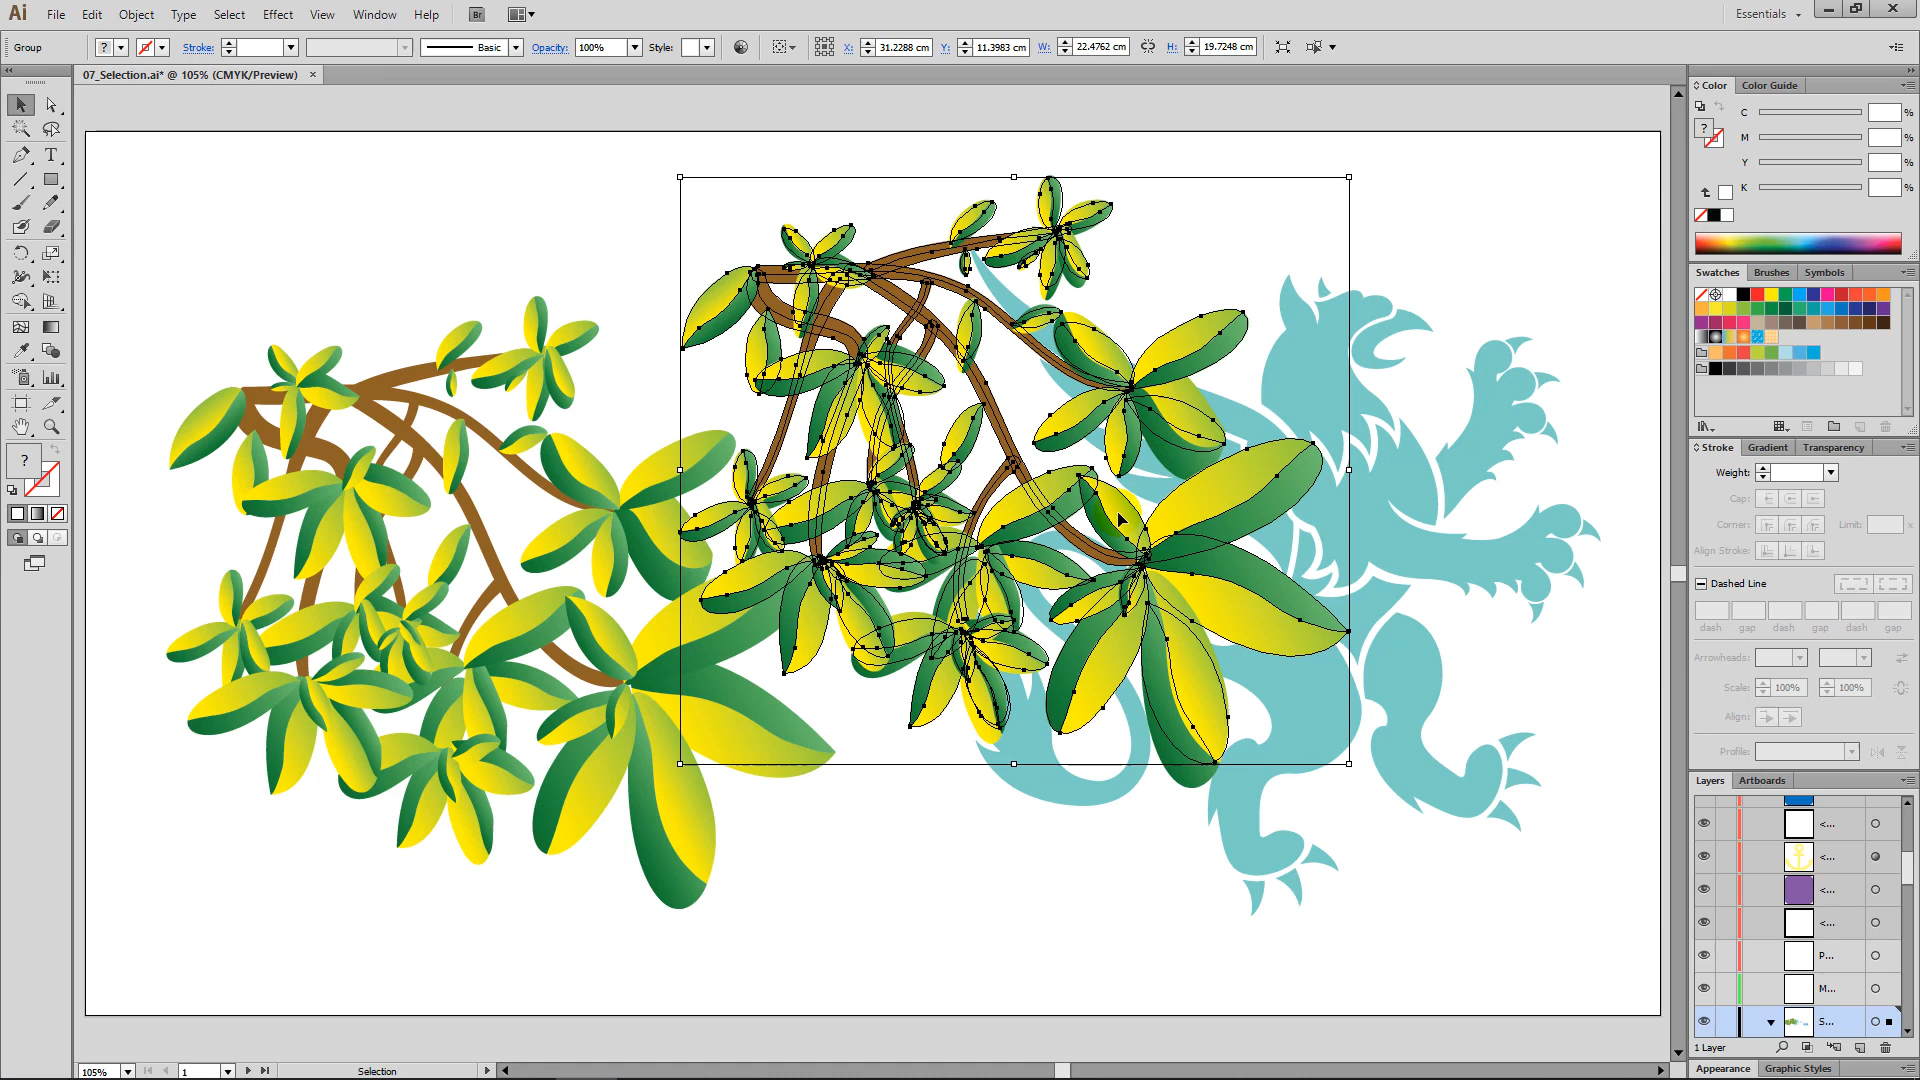 Ai File Edit Object Type Select Effect View Window Help Br Essentials
Group ? Stroke: Basic Opacity: 100% Style: X: 31.2288 cm Y: 11.3983 cm W: 22.4762 cm H: 19.7248 cm
07_Selection.ai* @ 105% (CMYK/Preview)
Color Color Guide
C %
M %
Y %
K %
?
Swatches Brushes Symbols
T
?
Stroke Gradient Transparency
Weight:
Cap:
Corner: Limit: x
Align Stroke:
Dashed Line
dash gap dash gap dash gap
Arrowheads:
Scale: 100% 100%
Align:
Profile:
Layers Artboards
<...
<...
<...
<...
P...
M...
S...
1 Layer
105% 1 Selection
Appearance Graphic Styles